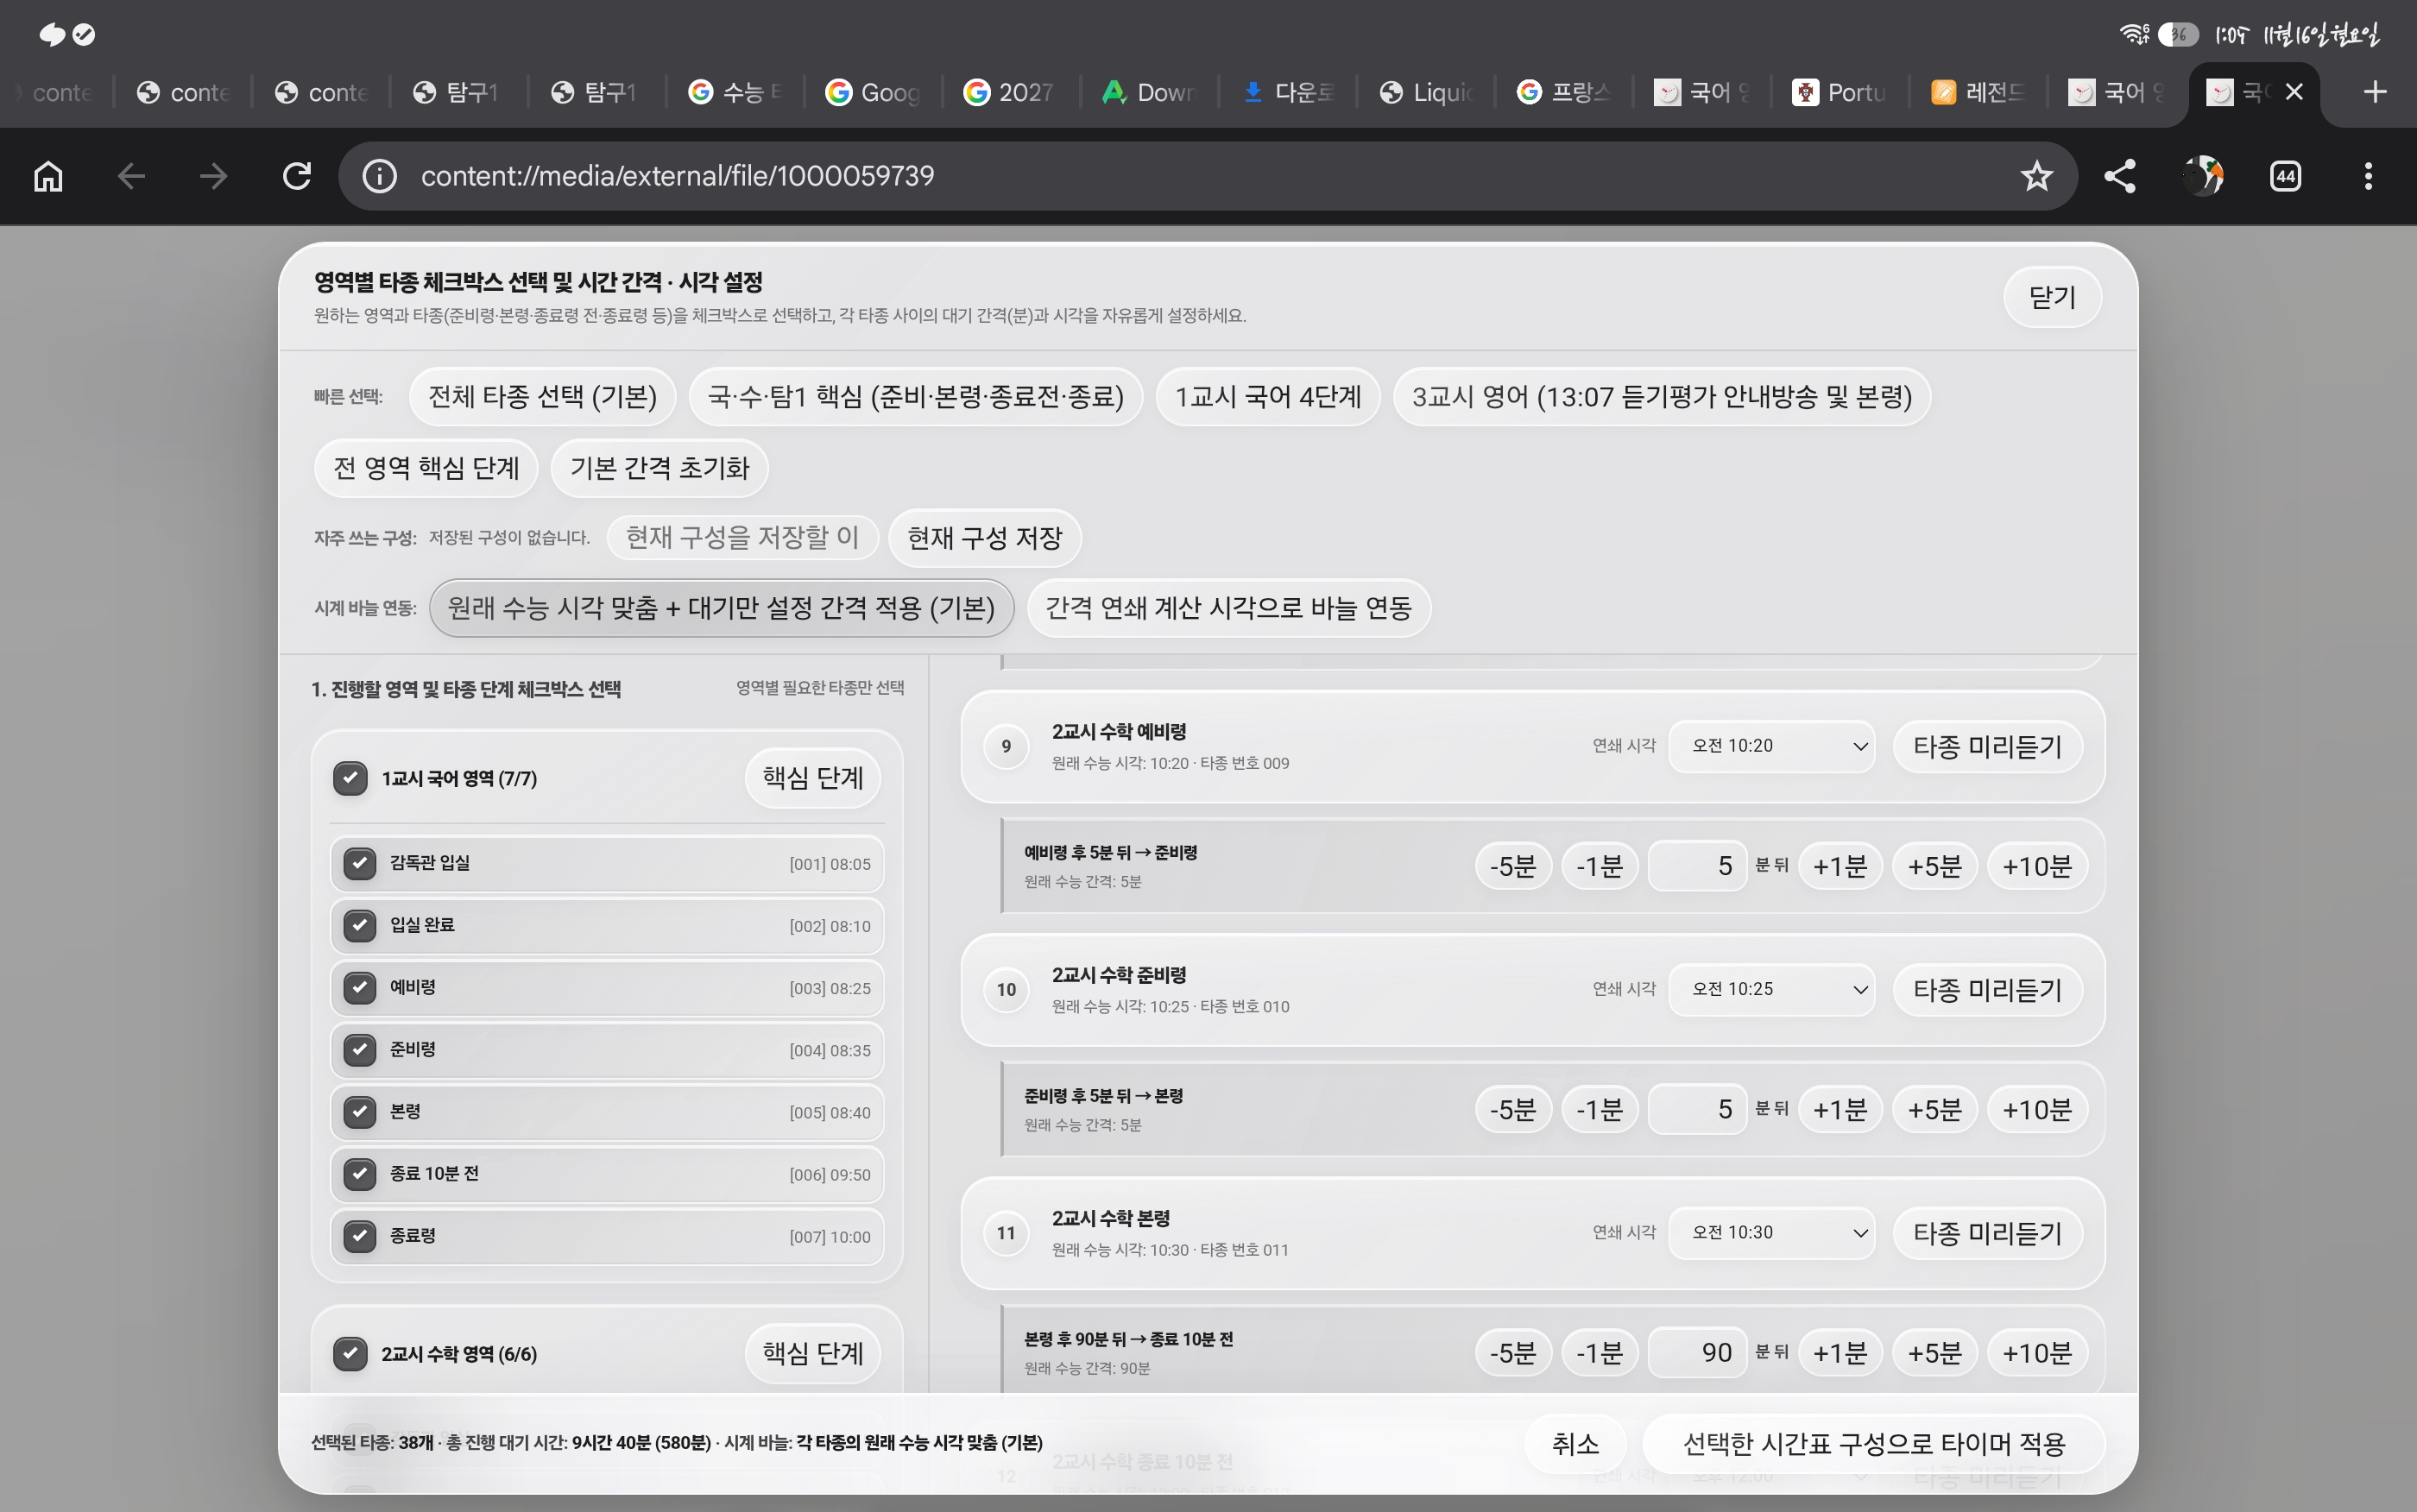 36 1:09 11월 16일 월요일
conte conte conte 탐구1 탐구1 수능 Goog 2027 Down 다운로 Liquid 프랑스 국어 Portu 레전드 국어 국어
content://media/external/file/1000059739 44
영역별 타종 체크박스 선택 및 시간 간격 · 시각 설정
닫기
원하는 영역과 타종(준비령·본령·종료령 전·종료령 등)을 체크박스로 선택하고, 각 타종 사이의 대기 간격(분)과 시각을 자유롭게 설정하세요.
빠른 선택: 전체 타종 선택 (기본) 국·수·탐1 핵심 (준비·본령·종료전·종료) 1교시 국어 4단계 3교시 영어 (13:07 듣기평가 안내방송 및 본령)
전 영역 핵심 단계 기본 간격 초기화
자주 쓰는 구성: 저장된 구성이 없습니다. 현재 구성을 저장할 이 현재 구성 저장
시계 바늘 연동: 원래 수능 시각 맞춤 + 대기만 설정 간격 적용 (기본) 간격 연쇄 계산 시각으로 바늘 연동
1. 진행할 영역 및 타종 단계 체크박스 선택 영역별 필요한 타종만 선택
1교시 국어 영역 (7/7) 핵심 단계
감독관 입실 [001] 08:05
입실 완료 [002] 08:10
예비령 [003] 08:25
준비령 [004] 08:35
본령 [005] 08:40
종료 10분 전 [006] 09:50
종료령 [007] 10:00
2교시 수학 영역 (6/6) 핵심 단계
9 2교시 수학 예비령 연쇄 시각 오전 10:20 타종 미리듣기
원래 수능 시각: 10:20 · 타종 번호 009
예비령 후 5분 뒤 → 준비령 -5분 -1분 5 분 뒤 +1분 +5분 +10분
원래 수능 간격: 5분
10 2교시 수학 준비령 연쇄 시각 오전 10:25 타종 미리듣기
원래 수능 시각: 10:25 · 타종 번호 010
준비령 후 5분 뒤 → 본령 -5분 -1분 5 분 뒤 +1분 +5분 +10분
원래 수능 간격: 5분
11 2교시 수학 본령 연쇄 시각 오전 10:30 타종 미리듣기
원래 수능 시각: 10:30 · 타종 번호 011
본령 후 90분 뒤 → 종료 10분 전 -5분 -1분 90 분 뒤 +1분 +5분 +10분
원래 수능 간격: 90분
12 2교시 수학 종료 10분 전 연쇄 시각 오후 12:00 타종 미리듣기
선택된 타종: 38개 · 총 진행 대기 시간: 9시간 40분 (580분) · 시계 바늘: 각 타종의 원래 수능 시각 맞춤 (기본)
취소 선택한 시간표 구성으로 타이머 적용